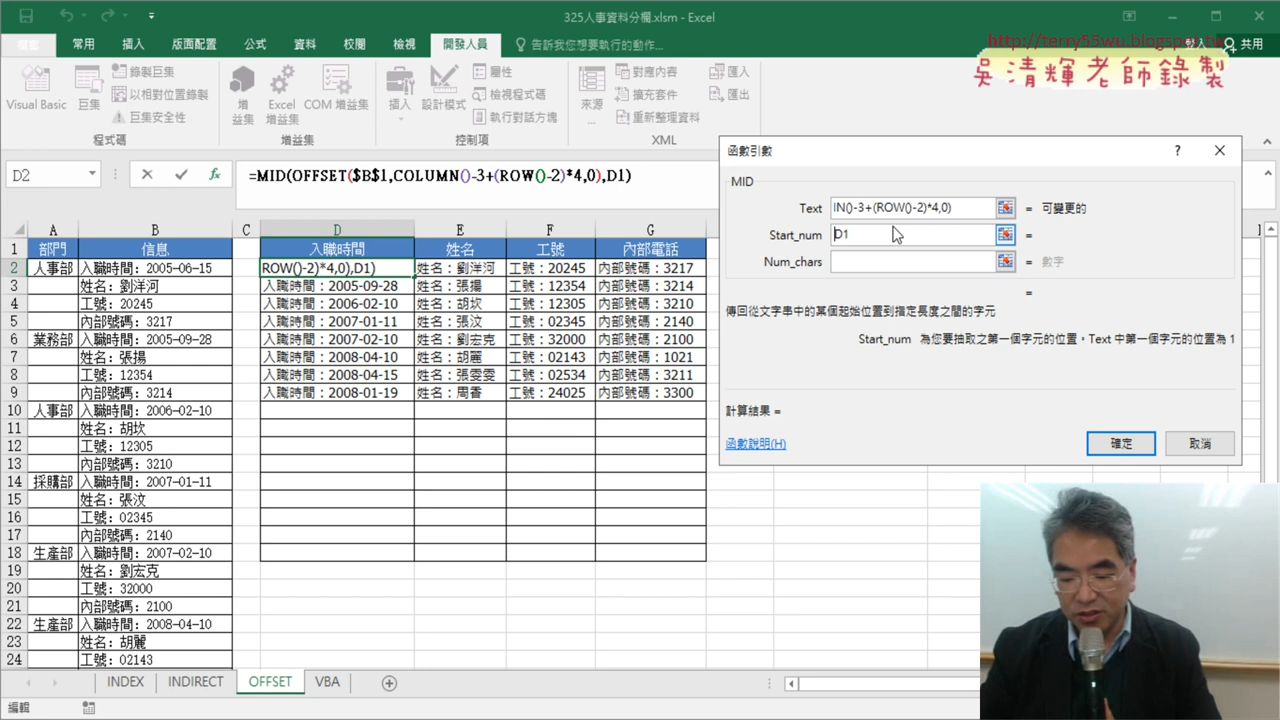 325人事資料分欄.xlsm - Excel
http://terry55wu.blogspot.tw
吳清輝老師錄製
常用 插入 版面配置 公式 資料 校閱 檢視 開發人員 告訴我您想要執行的動作... 登入 共用
Visual Basic 巨集 錄製巨集 以相對位置錄製 巨集安全性
增益集 Excel 增益集 COM 增益集
插入 設計模式 屬性 檢視程式碼 執行對話方塊
來源... 對應內容 擴充套件 重新整理資料 匯入 匯出
程式碼 增益集 控制項 XML
D2 fx =MID(OFFSET($B$1,COLUMN()-3+(ROW()-2)*4,0),D1)
A B C D E F G
1 部門 信息 入職時間 姓名 工號 內部電話
2 人事部 入職時間：2005-06-15 ROW()-2)*4,0),D1) 姓名：劉洋河 工號：20245 內部號碼：3217
3 姓名：劉洋河 入職時間：2005-09-28 姓名：張揚 工號：12354 內部號碼：3214
4 工號：20245 入職時間：2006-02-10 姓名：胡坎 工號：12305 內部號碼：3210
5 內部號碼：3217 入職時間：2007-01-11 姓名：張汶 工號：02345 內部號碼：2140
6 業務部 入職時間：2005-09-28 入職時間：2007-02-10 姓名：劉宏克 工號：32000 內部號碼：2100
7 姓名：張揚 入職時間：2008-04-10 姓名：胡麗 工號：02143 內部號碼：1021
8 工號：12354 入職時間：2008-04-15 姓名：張雯雯 工號：02534 內部號碼：3211
9 內部號碼：3214 入職時間：2008-01-19 姓名：周香 工號：24025 內部號碼：3300
10 人事部 入職時間：2006-02-10
11 姓名：胡坎
12 工號：12305
13 內部號碼：3210
14 採購部 入職時間：2007-01-11
15 姓名：張汶
16 工號：02345
17 內部號碼：2140
18 生產部 入職時間：2007-02-10
19 姓名：劉宏克
20 工號：32000
21 內部號碼：2100
22 生產部 入職時間：2008-04-10
23 姓名：胡麗
24 工號：02143
函數引數 ?
MID
Text IN()-3+(ROW()-2)*4,0) = 可變更的
Start_num D1 =
Num_chars = 數字
=
傳回從文字串中的某個起始位置到指定長度之間的字元
Start_num 為您要抽取之第一個字元的位置。Text 中第一個字元的位置為 1
計算結果 =
函數說明(H) 確定 取消
INDEX INDIRECT OFFSET VBA
編輯